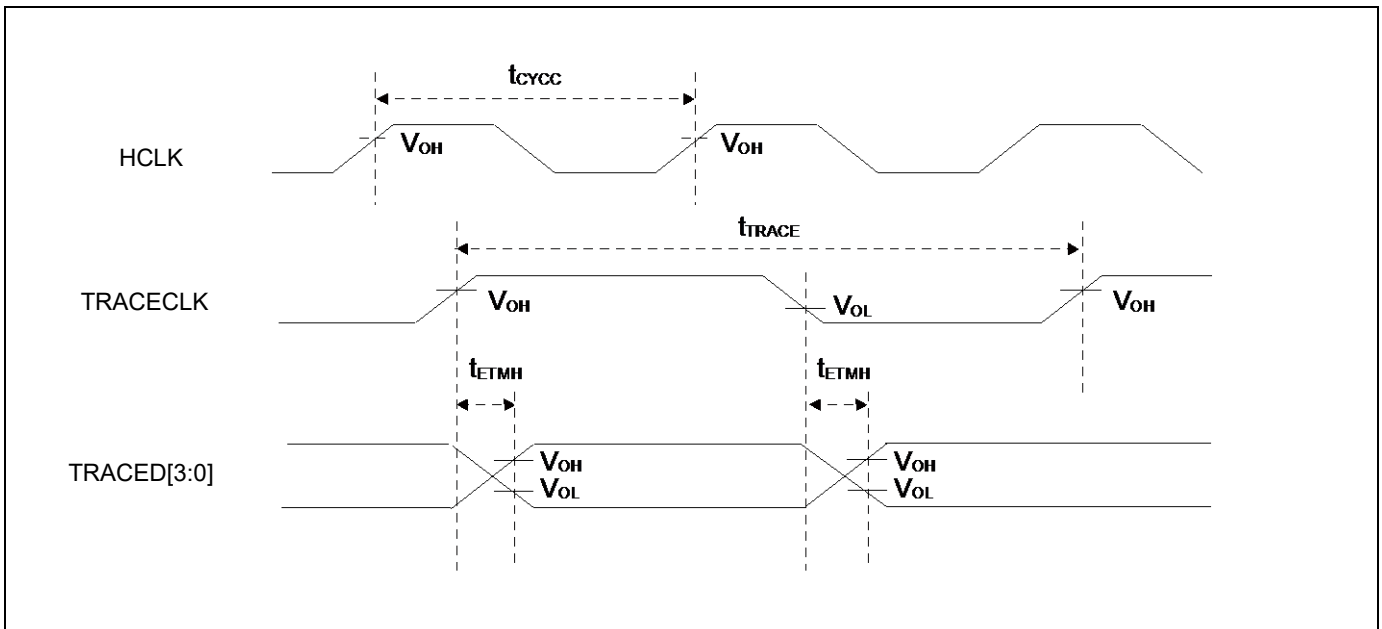 tCYCC
HCLK
VOH
VOH
tTRACE
TRACECLK
VOH
VOL
VOH
tETMH
tETMH
TRACED[3:0]
VOH
VOL
VOH
VOL